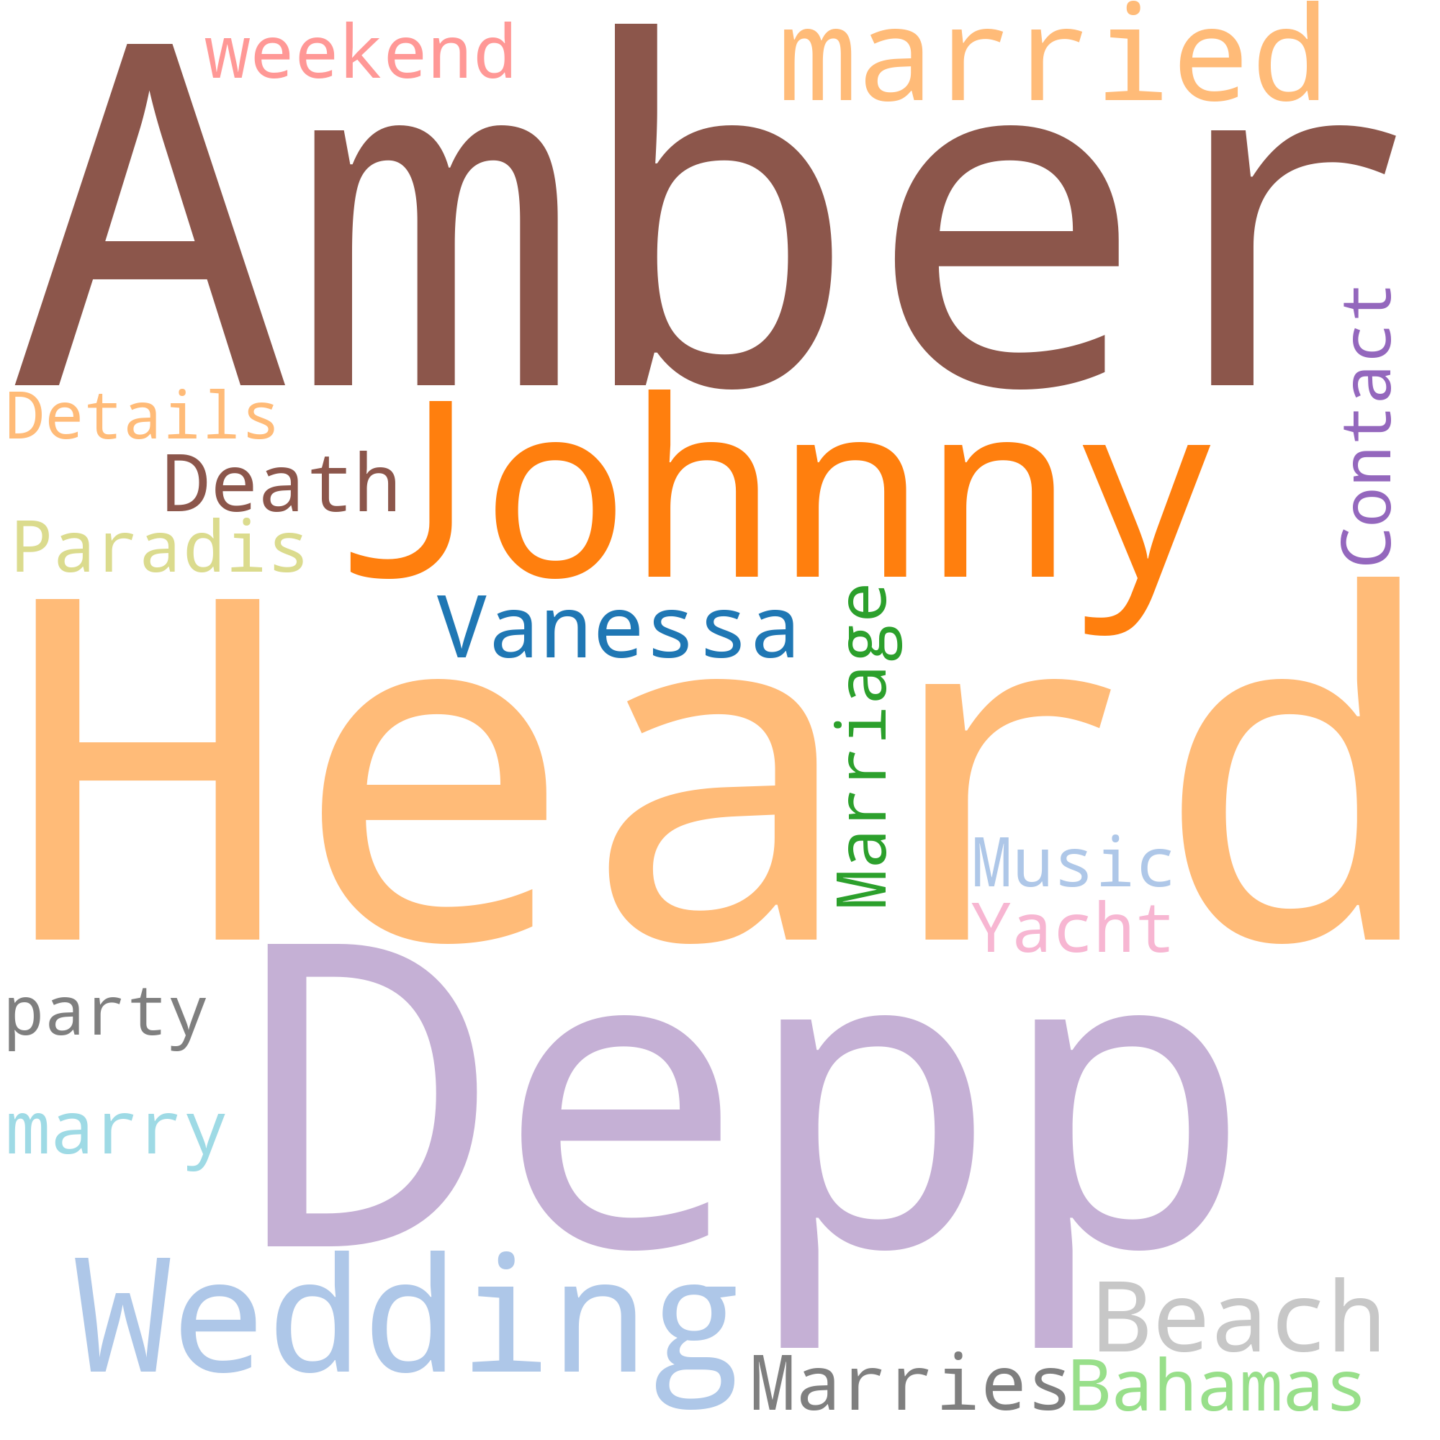 weekend
married
Amber
Contact
Details
Johnny
Death
Paradis
Vanessa
Marriage
Heard
Music
Yacht
Depp
party
marry
Wedding
Beach
Marries
Bahamas